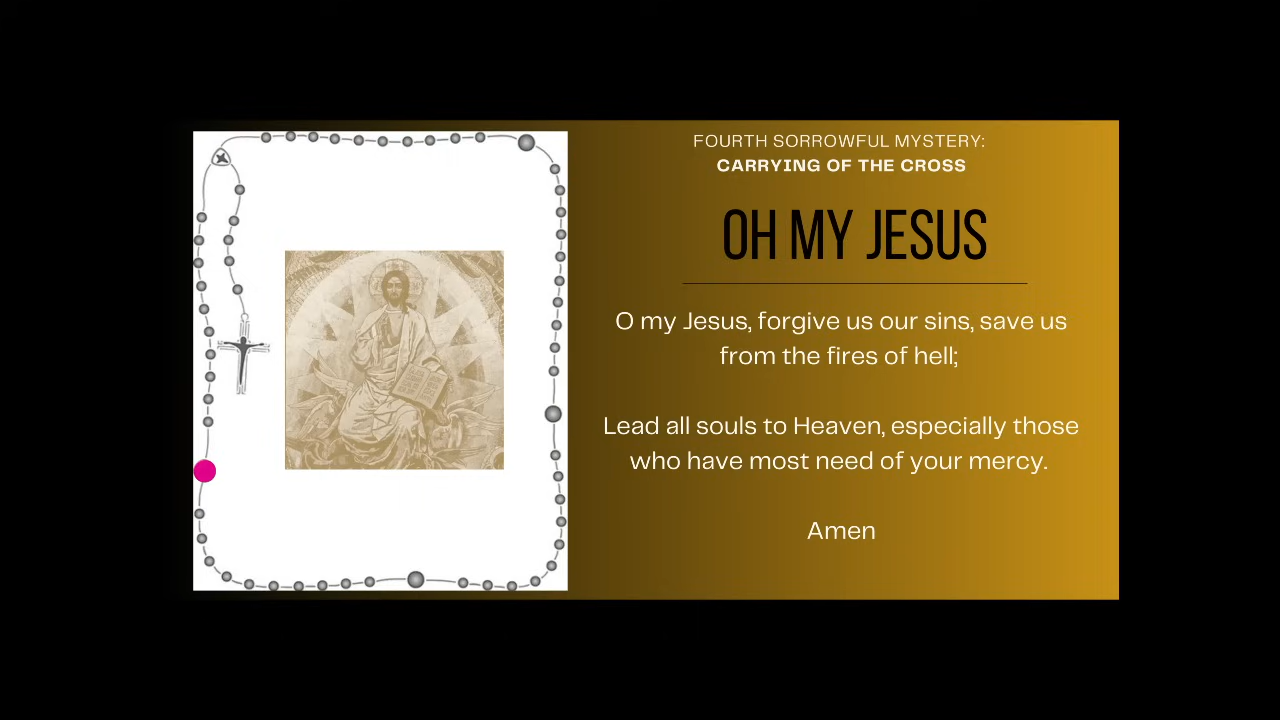 FOURTH SORROWFUL MYSTERY:
CARRYING OF THE CROSS
OH MY JESUS
O my Jesus, forgive us our sins, save us
from the fires of hell;
Lead all souls to Heaven, especially those
who have most need of your mercy.
Amen